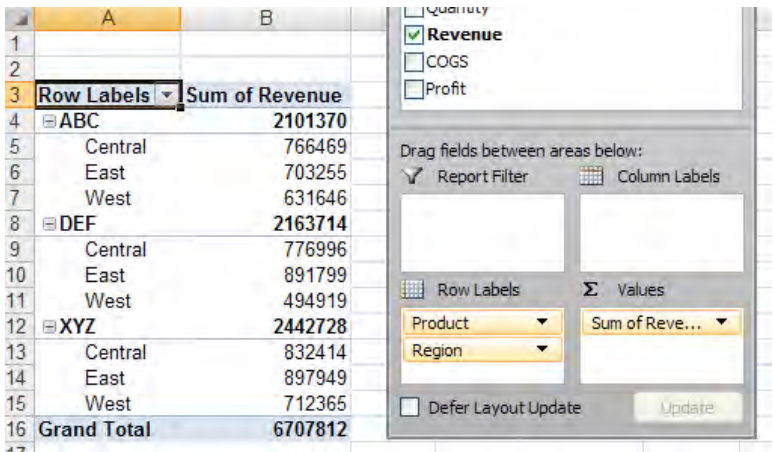 A B
1
2
3 Row Labels Sum of Revenue
4 ABC 2101370
5 Central 766469
6 East 703255
7 West 631646
8 DEF 2163714
9 Central 776996
10 East 891799
11 West 494919
12 XYZ 2442728
13 Central 832414
14 East 897949
15 West 712365
16 Grand Total 6707812
17
Quantity
Revenue
COGS
Profit
Drag fields between areas below:
Report Filter Column Labels
Row Labels Σ Values
Product Sum of Reve...
Region
Defer Layout Update Update